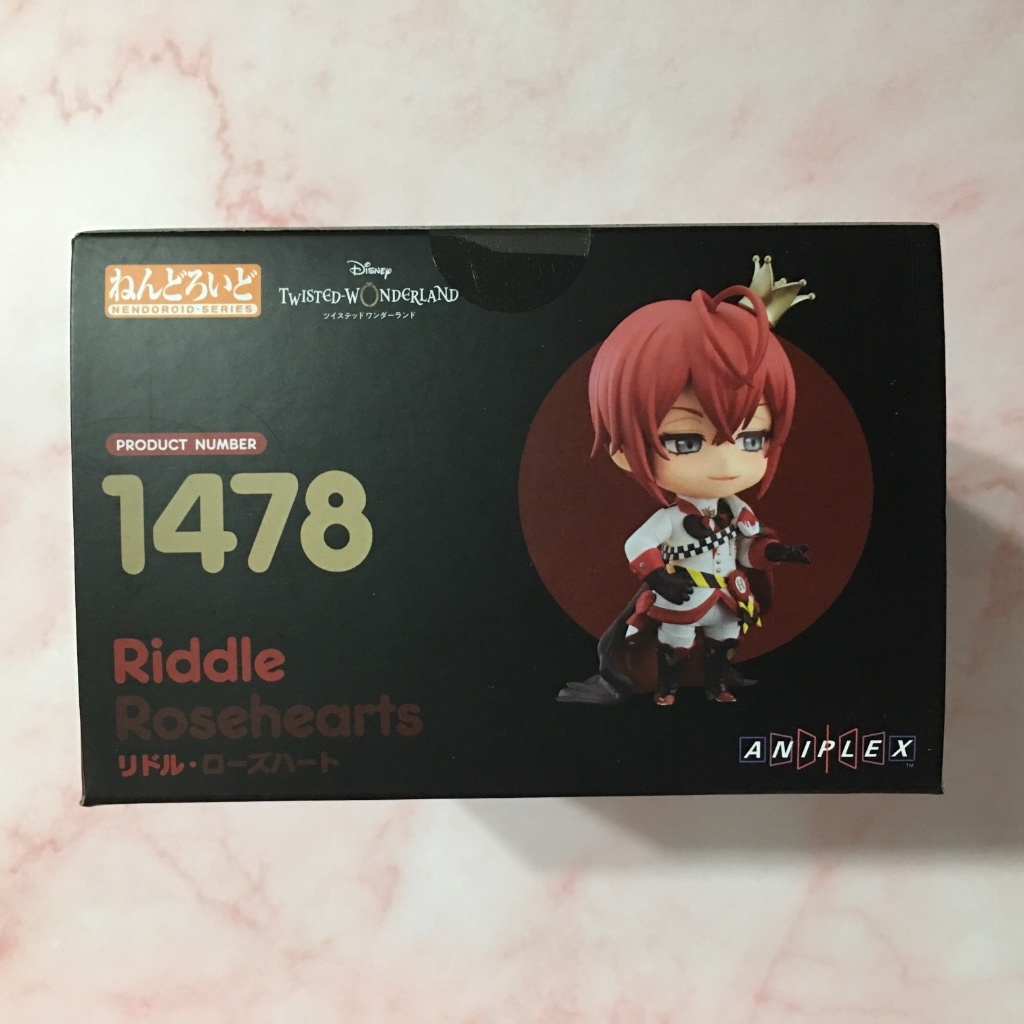 ねんどろいど
NENDOROID-SERIES
Disney
TWISTED-WONDERLAND
ツイステッドワンダーランド
PRODUCT NUMBER
1478
Riddle
Rosehearts
リドル・ローズハート
ANIPLEX
TM